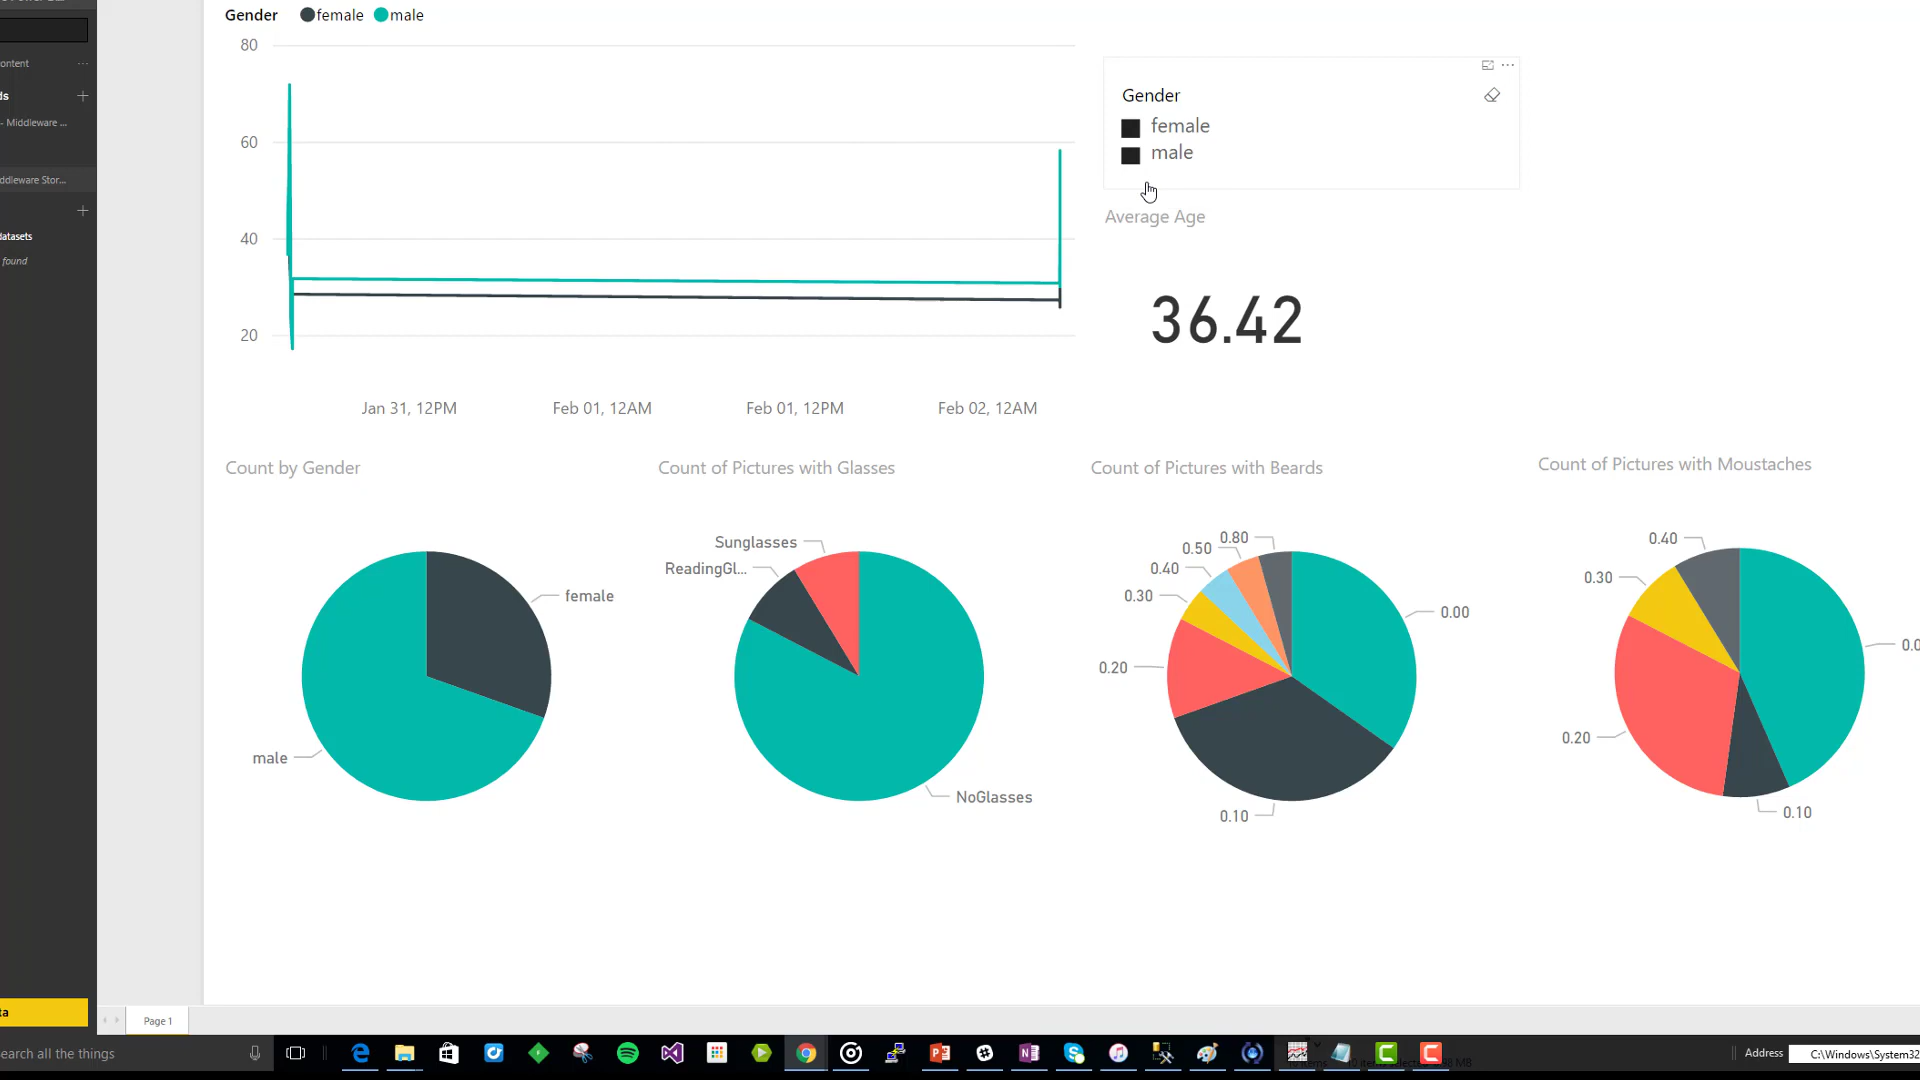 Gender female male
80
60
40
20
Jan 31, 12PM Feb 01, 12AM Feb 01, 12PM Feb 02, 12AM
Gender
female
male
Average Age
36.42
ontent
ds
- Middleware ...
ddleware Stor...
datasets
found
Count by Gender
female
male
Count of Pictures with Glasses
Sunglasses
ReadingGl...
NoGlasses
Count of Pictures with Beards
0.80
0.50
0.40
0.30
0.20
0.10
0.00
Count of Pictures with Moustaches
0.40
0.30
0.20
0.10
0.0
ta
Page 1
earch all the things
Address C:\Windows\System32